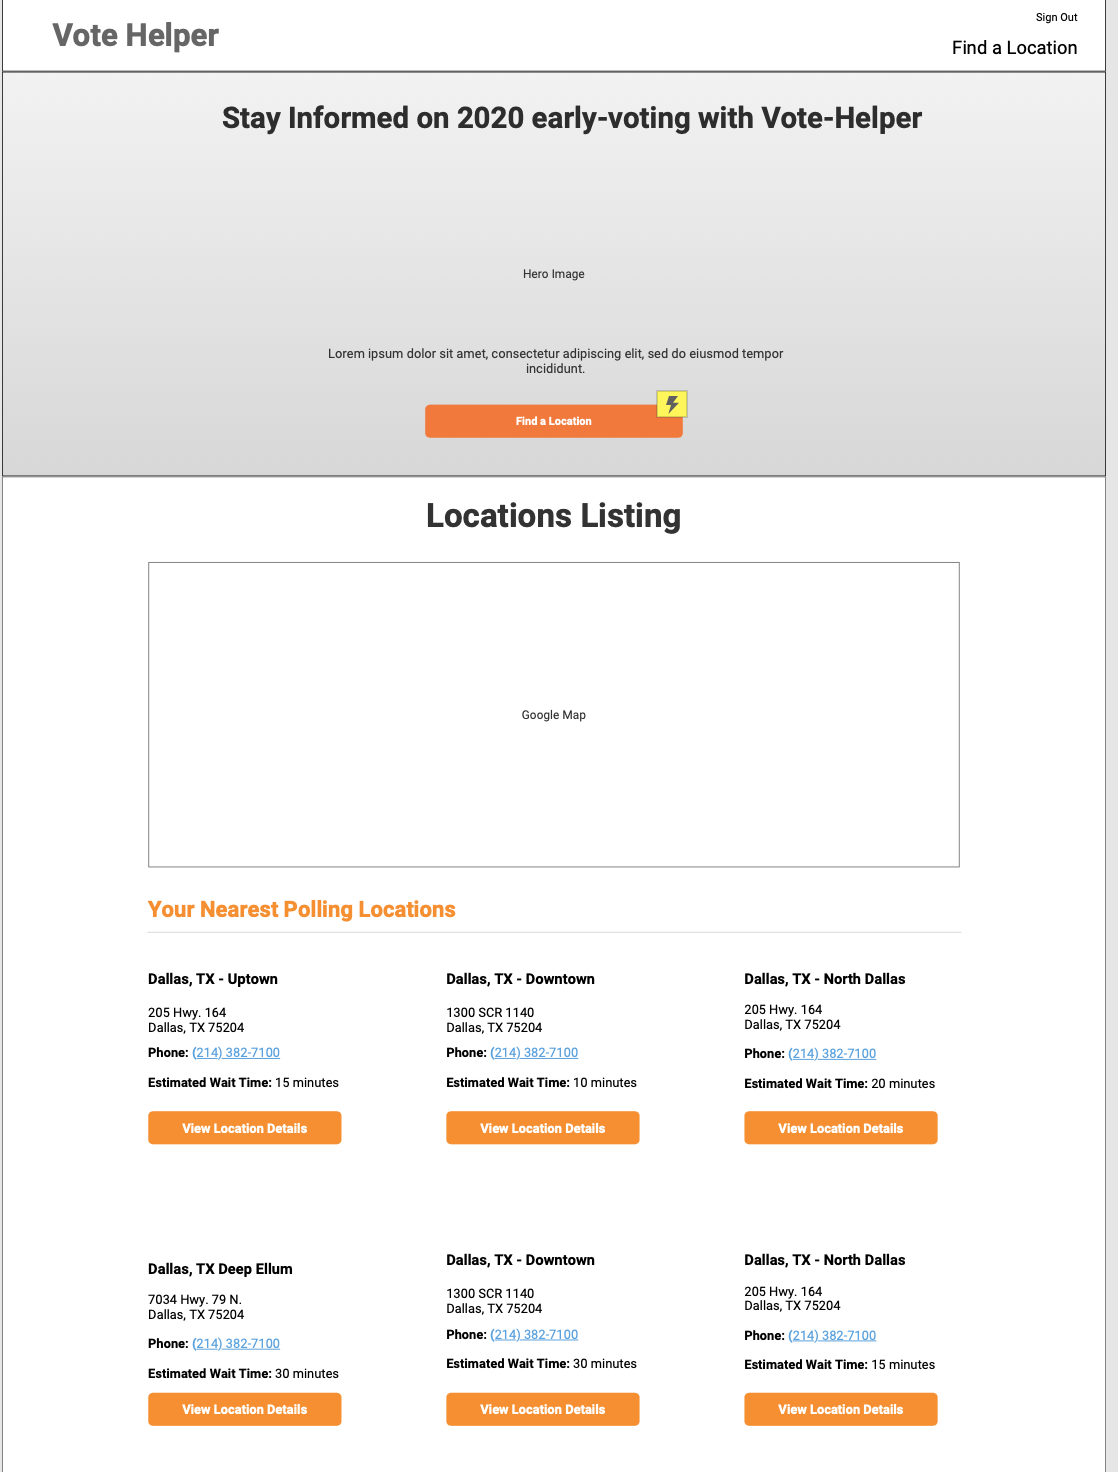 Vote Helper
Sign Out
Find a Location
Stay Informed on 2020 early-voting with Vote-Helper
Hero Image
Lorem ipsum dolor sit amet, consectetur adipiscing elit, sed do eiusmod tempor
incididunt.
Find a Location
Locations Listing
Google Map
Your Nearest Polling Locations
Dallas, TX - Uptown
205 Hwy. 164
Dallas, TX 75204
Phone: (214) 382-7100
Estimated Wait Time: 15 minutes
View Location Details
Dallas, TX - Downtown
1300 SCR 1140
Dallas, TX 75204
Phone: (214) 382-7100
Estimated Wait Time: 10 minutes
View Location Details
Dallas, TX - North Dallas
205 Hwy. 164
Dallas, TX 75204
Phone: (214) 382-7100
Estimated Wait Time: 20 minutes
View Location Details
Dallas, TX Deep Ellum
7034 Hwy. 79 N.
Dallas, TX 75204
Phone: (214) 382-7100
Estimated Wait Time: 30 minutes
View Location Details
Dallas, TX - Downtown
1300 SCR 1140
Dallas, TX 75204
Phone: (214) 382-7100
Estimated Wait Time: 30 minutes
View Location Details
Dallas, TX - North Dallas
205 Hwy. 164
Dallas, TX 75204
Phone: (214) 382-7100
Estimated Wait Time: 15 minutes
View Location Details